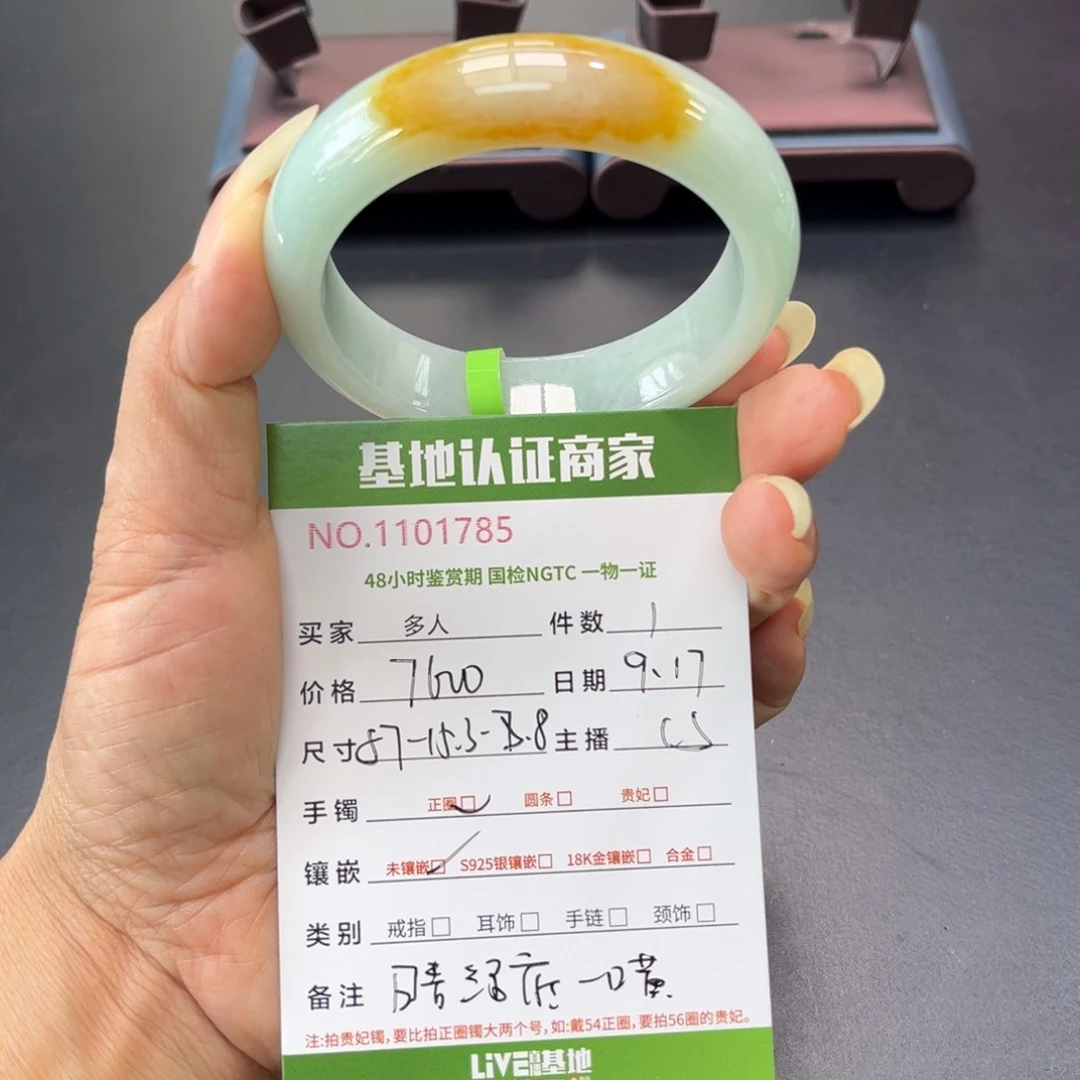 基地认证商家
NO.1101785
48小时鉴赏期 国检NGTC 一物一证
买家 多人 件数 1
价格 7600 日期 9.17
尺寸 57-15.3-8.8 主播 CS
手镯 正圈□ 圆条□ 贵妃□
镶嵌 未镶嵌□ S925银镶嵌□ 18K金镶嵌□ 合金□
类别 戒指□ 耳饰□ 手链□ 颈饰□
备注 晴绿底一口黄
注:拍贵妃镯,要比拍正圈镯大两个号,如:戴54正圈,要拍56圈的贵妃。
LiVE 基地